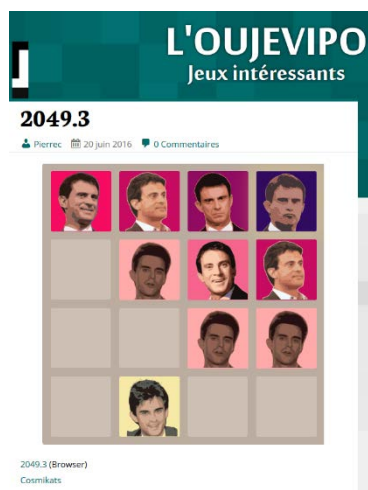 L'OUJEVIPO
Jeux intéressants
2049.3
Pierrec 20 juin 2016 0 Commentaires
2049.3 (Browser)
Cosmikats